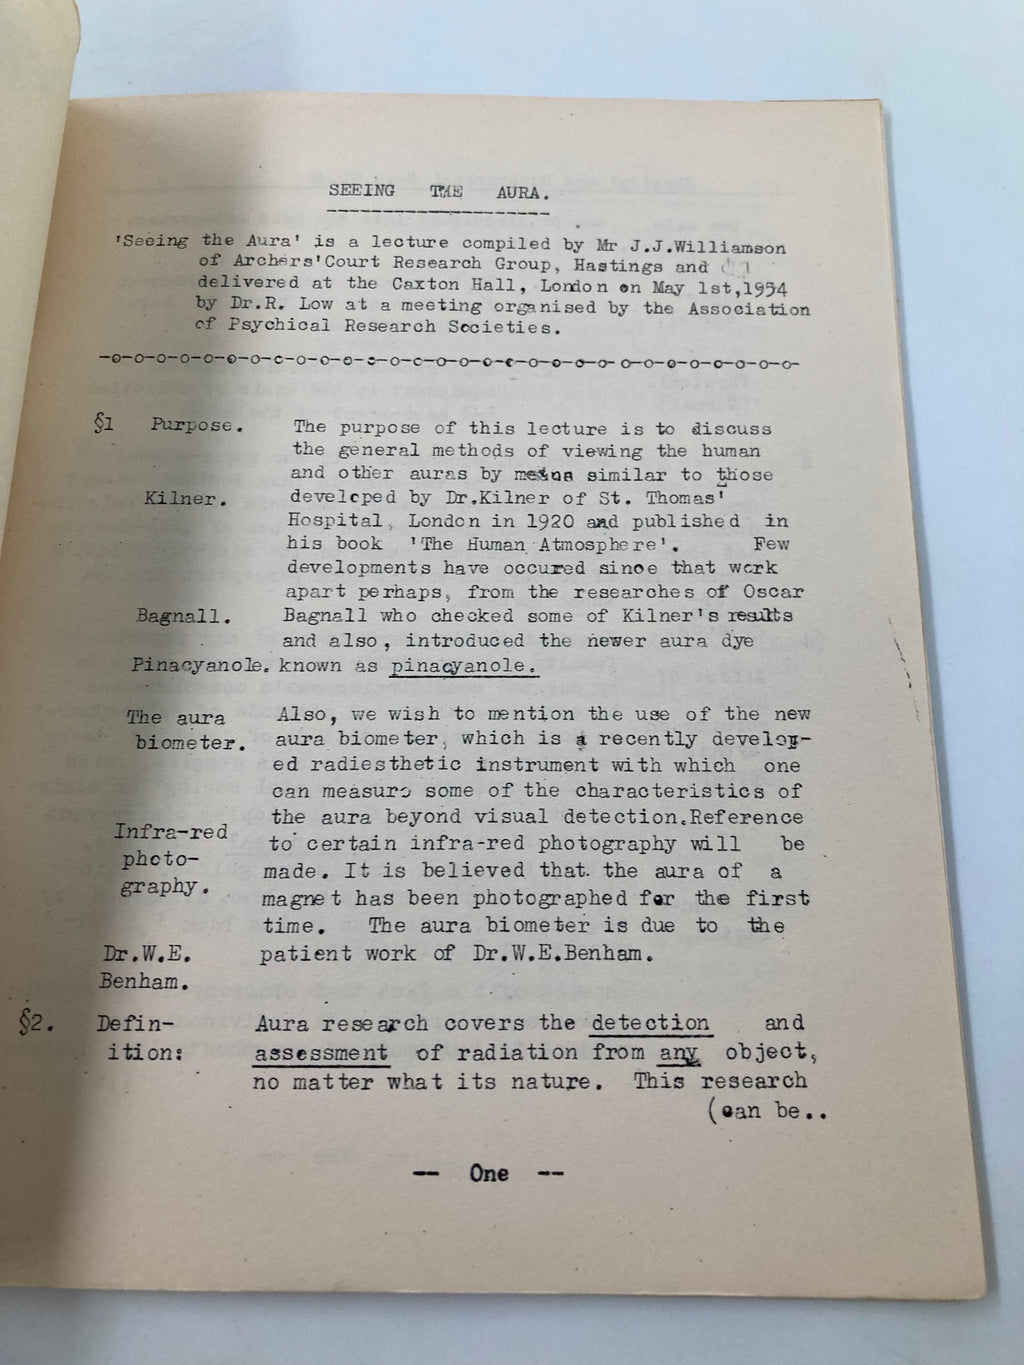 SEEING THE AURA.
'Seeing the Aura' is a lecture compiled by Mr J.J.Williamson
of Archers'Court Research Group, Hastings and
delivered at the Caxton Hall, London on May 1st,1954
by Dr.R. Low at a meeting organised by the Association
of Psychical Research Societies.
-o-o-o-o-o-o-o-c-o-o-o-o-o-c-o-o-o-c-o-o-o-o- o-o-o-o-o-o-o-o-
§1 Purpose. The purpose of this lecture is to discuss
the general methods of viewing the human
and other auras by means similar to those
Kilner. develcped by Dr.Kilner of St. Thomas'
Hospital, London in 1920 and published in
his book 'The Human Atmosphere'. Few
developments have occured since that work
apart perhaps, from the researches of Oscar
Bagnall. Bagnall who checked some of Kilner's results
and also, introduced the newer aura dye
Pinacyanole. known as pinacyanole.
The aura Also, we wish to mention the use of the new
biometer. aura biometer, which is a recently develop-
ed radiesthetic instrument with which one
can measure some of the characteristics of
the aura beyond visual detection.Reference
Infra-red to certain infra-red photography will be
photo- made. It is believed that. the aura of a
graphy. magnet has been photographed for the first
time. The aura biometer is due to the
Dr.W.E. patient work of Dr.W.E.Benham.
Benham.
§2. Defin- Aura research covers the detection and
ition: assessment of radiation from any object,
no matter what its nature. This research
(can be..
-- One --